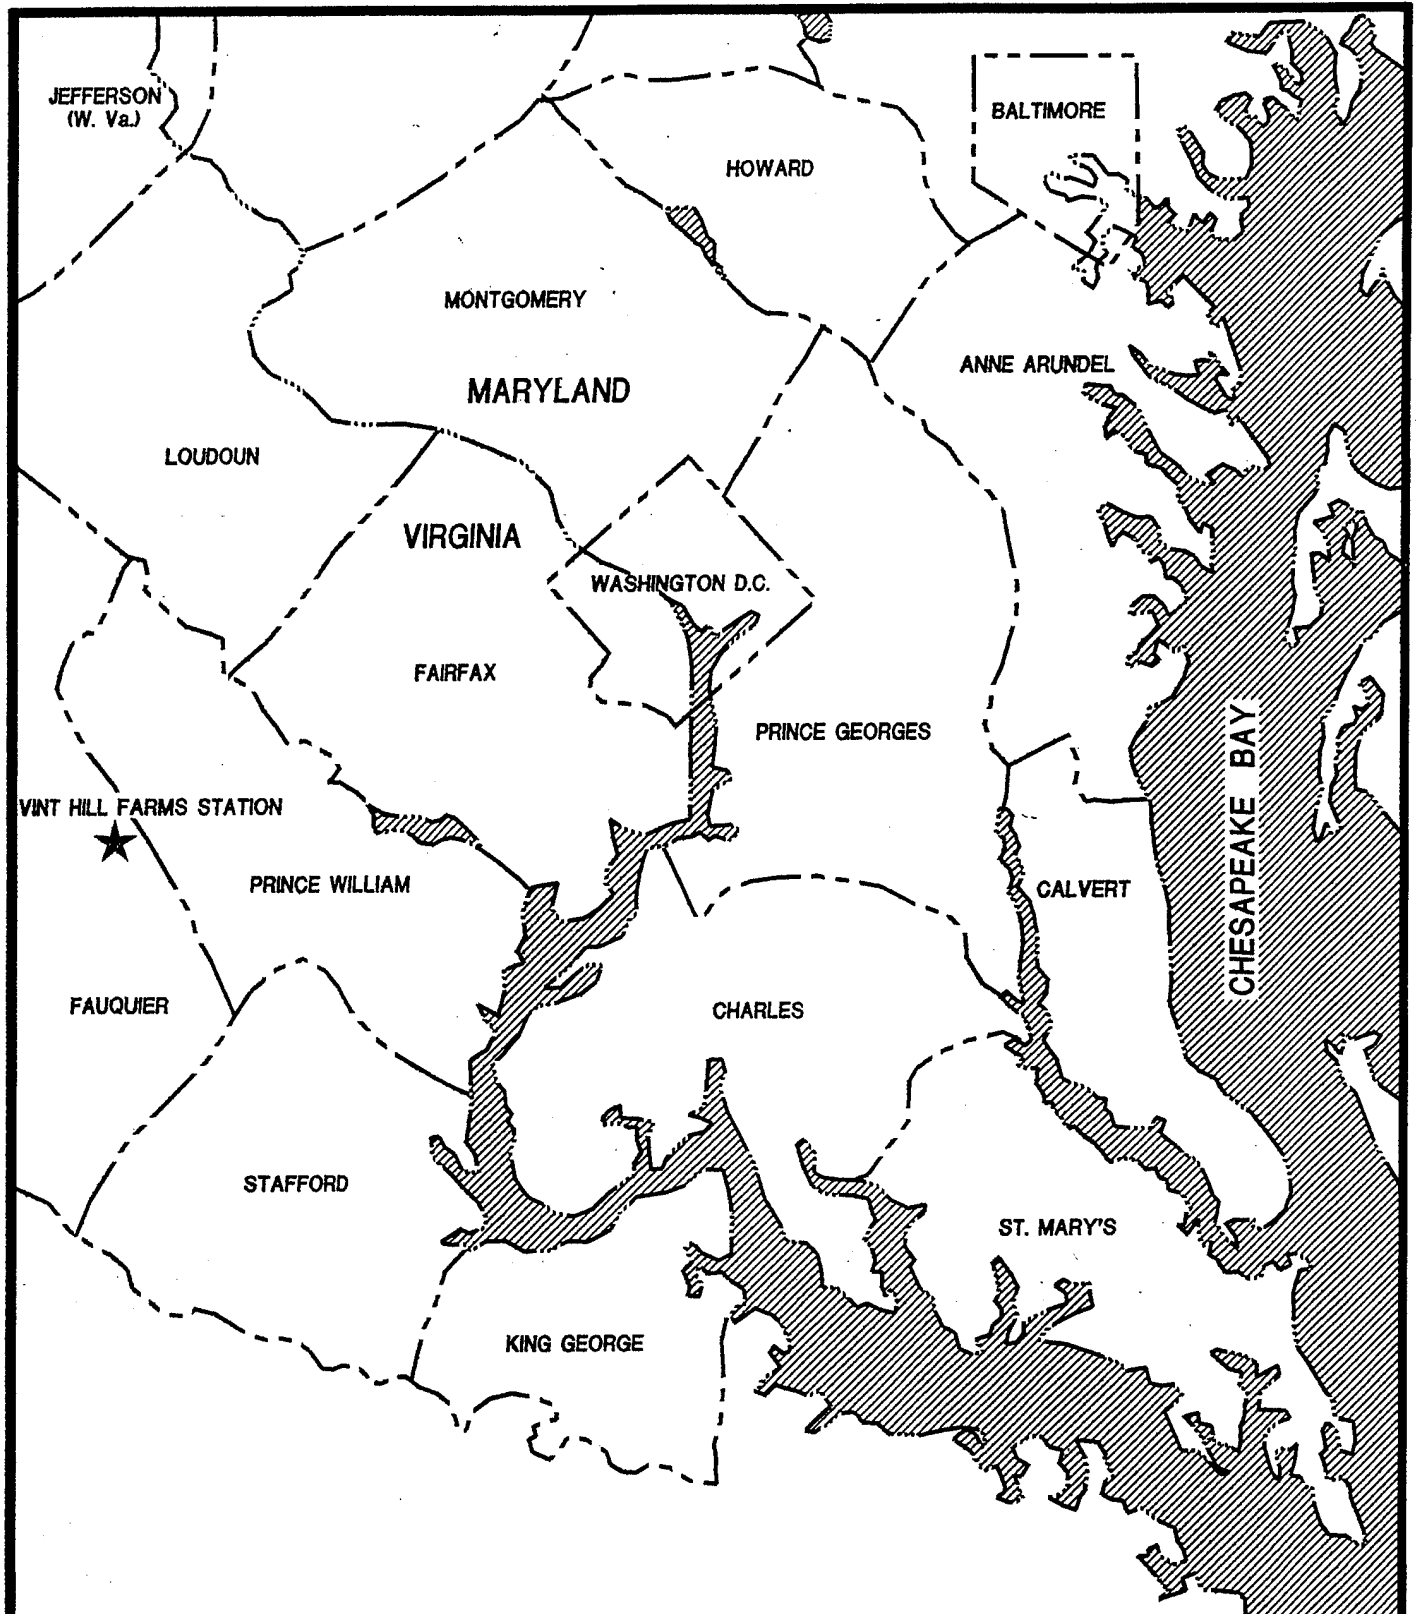 JEFFERSON
(W. Va.)
BALTIMORE
HOWARD
MONTGOMERY
ANNE ARUNDEL
MARYLAND
LOUDOUN
VIRGINIA
WASHINGTON D.C.
FAIRFAX
PRINCE GEORGES
CHESAPEAKE BAY
VINT HILL FARMS STATION
PRINCE WILLIAM
CALVERT
FAUQUIER
CHARLES
STAFFORD
ST. MARY'S
KING GEORGE